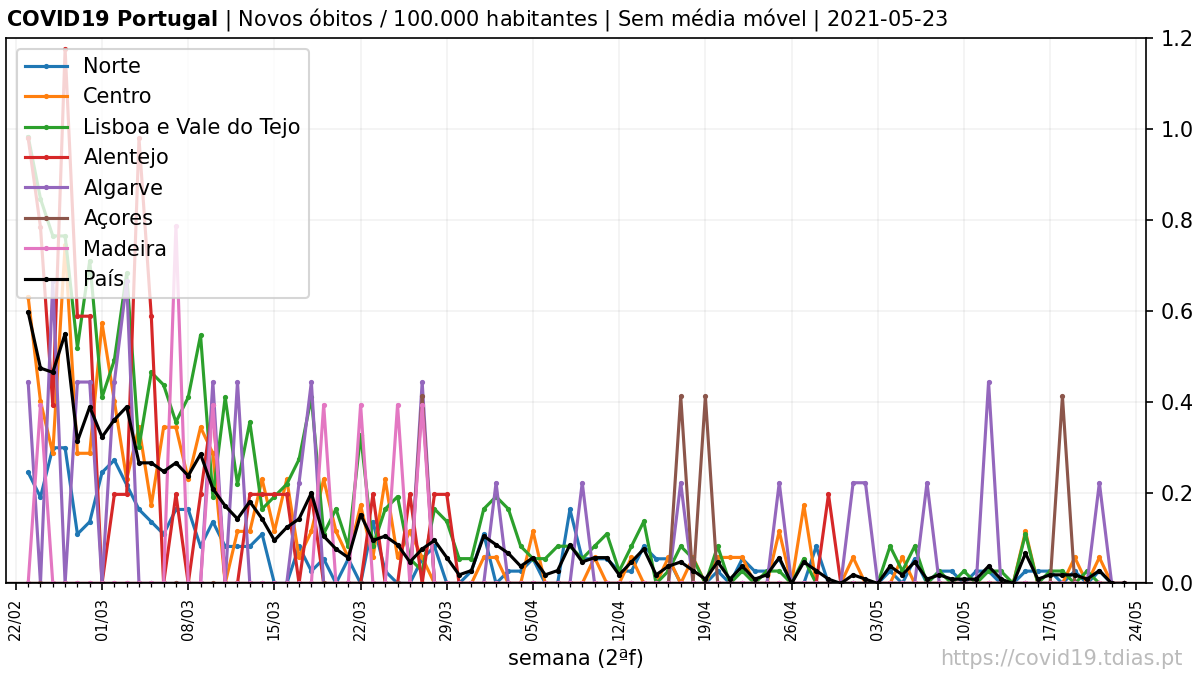 COVID19 Portugal | Novos óbitos / 100.000 habitantes | Sem média móvel | 2021-05-23
Norte
Centro
Lisboa e Vale do Tejo
Alentejo
Algarve
Açores
Madeira
País
1.2
1.0
0.8
0.6
0.4
0.2
0.0
22/02 01/03 08/03 15/03 22/03 29/03 05/04 12/04 19/04 26/04 03/05 10/05 17/05 24/05
semana (2ªf)
https://covid19.tdias.pt